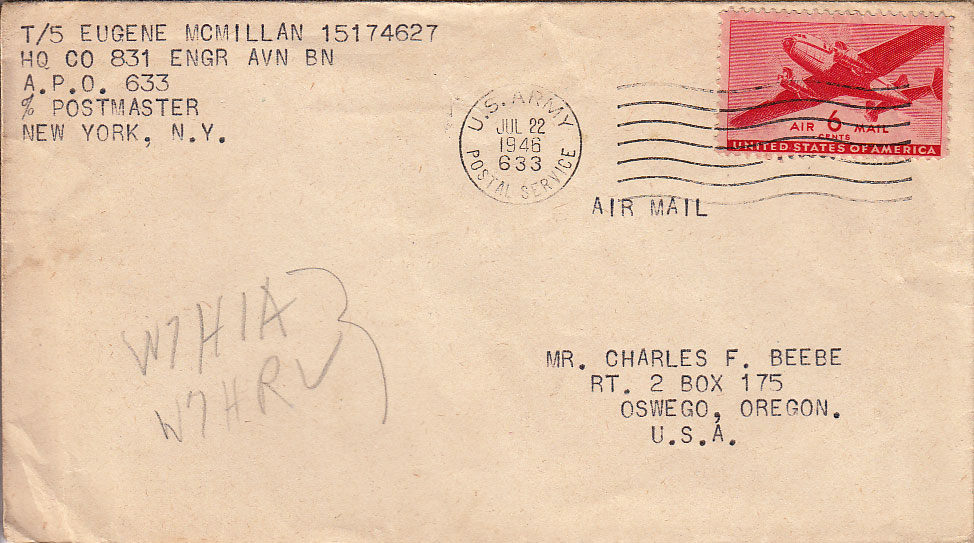 T/5 EUGENE MCMILLAN 15174627
HQ CO 831 ENGR AVN BN
A.P.O. 633
% POSTMASTER
NEW YORK, N.Y.
U.S. ARMY
JUL 22
1946
633
POSTAL SERVICE
AIR 6 MAIL
CENTS
UNITED STATES OF AMERICA
AIR MAIL
W7HIA
W7HRV
MR. CHARLES F. BEEBE
RT. 2 BOX 175
OSWEGO, OREGON.
U.S.A.